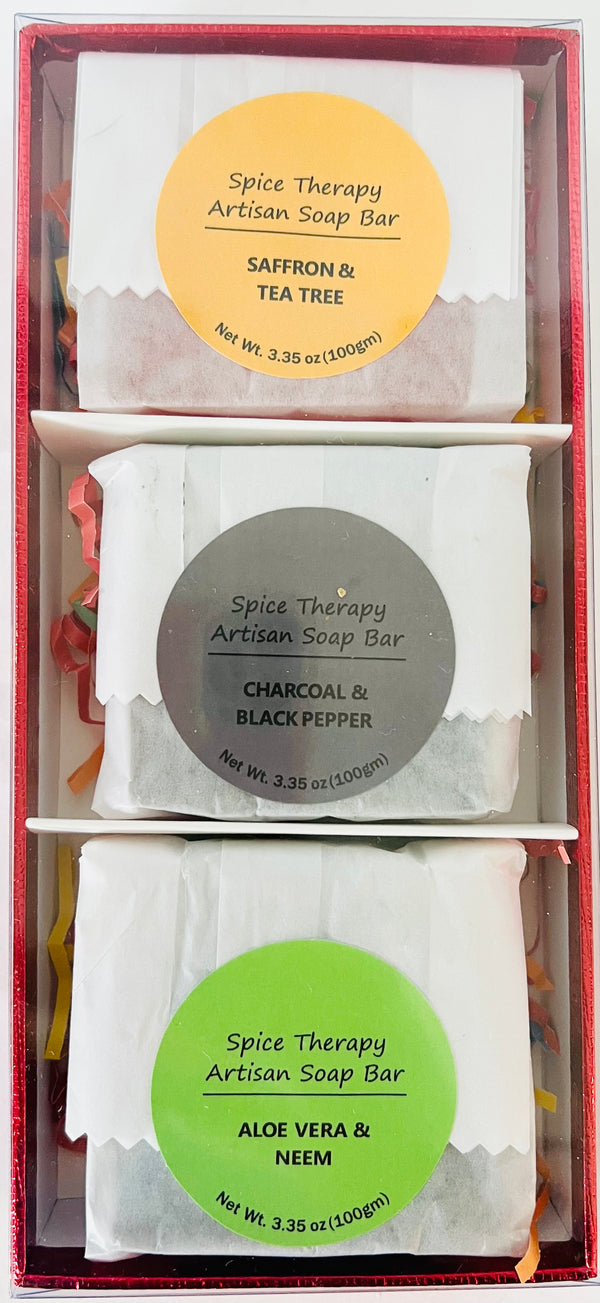 Spice Therapy
Artisan Soap Bar
SAFFRON &
TEA TREE
Net Wt. 3.35 oz (100gm)
Spice Therapy
Artisan Soap Bar
CHARCOAL &
BLACK PEPPER
Net Wt. 3.35 oz (100gm)
Spice Therapy
Artisan Soap Bar
ALOE VERA &
NEEM
Net Wt. 3.35 oz (100gm)